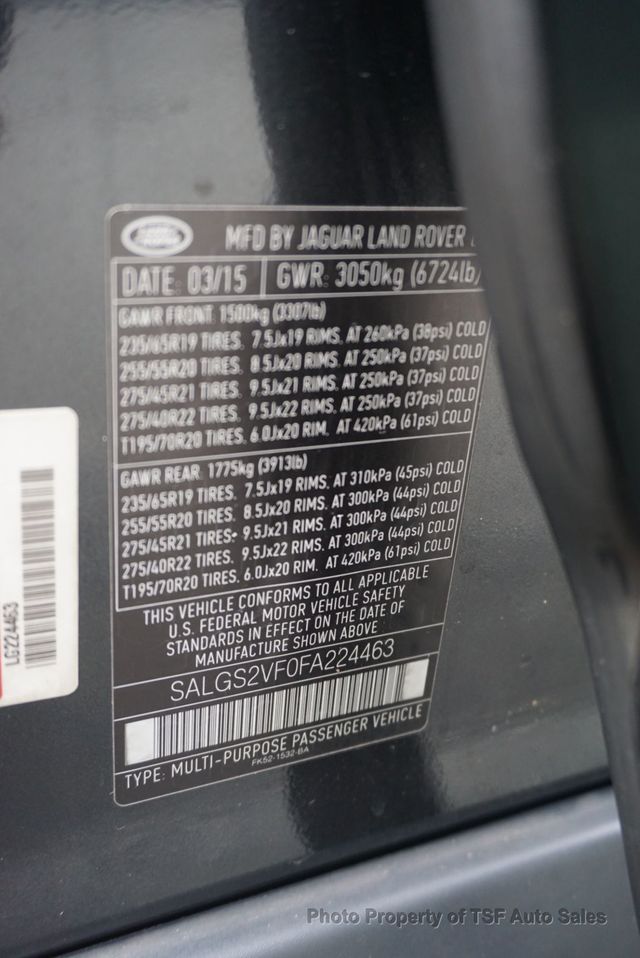 MFD BY JAGUAR LAND ROVER
DATE: 03/15 GWR: 3050kg (6724lb)
GAWR FRONT 1500kg (3307lb)
235/65R19 TIRES. 7.5Jx19 RIMS. AT 260kPa (38psi) COLD
255/55R20 TIRES. 8.5Jx20 RIMS. AT 250kPa (37psi) COLD
275/45R21 TIRES. 9.5Jx21 RIMS. AT 250kPa (37psi) COLD
275/40R22 TIRES. 9.5Jx22 RIMS. AT 250kPa (37psi) COLD
T195/70R20 TIRES. 6.0Jx20 RIM. AT 420kPa (61psi) COLD
GAWR REAR 1775kg (3913lb)
235/65R19 TIRES. 7.5Jx19 RIMS. AT 310kPa (45psi) COLD
255/55R20 TIRES. 8.5Jx20 RIMS. AT 300kPa (44psi) COLD
275/45R21 TIRES. 9.5Jx21 RIMS. AT 300kPa (44psi) COLD
275/40R22 TIRES. 9.5Jx22 RIMS. AT 300kPa (44psi) COLD
T195/70R20 TIRES. 6.0Jx20 RIM. AT 420kPa (61psi) COLD
THIS VEHICLE CONFORMS TO ALL APPLICABLE
U.S. FEDERAL MOTOR VEHICLE SAFETY
STANDARDS IN EFFECT ON THE DATE OF
MANUFACTURE SHOWN ABOVE
SALGS2VF0FA224463
TYPE: MULTI-PURPOSE PASSENGER VEHICLE
FK52-1532-BA
LG224463
Photo Property of TSF Auto Sales